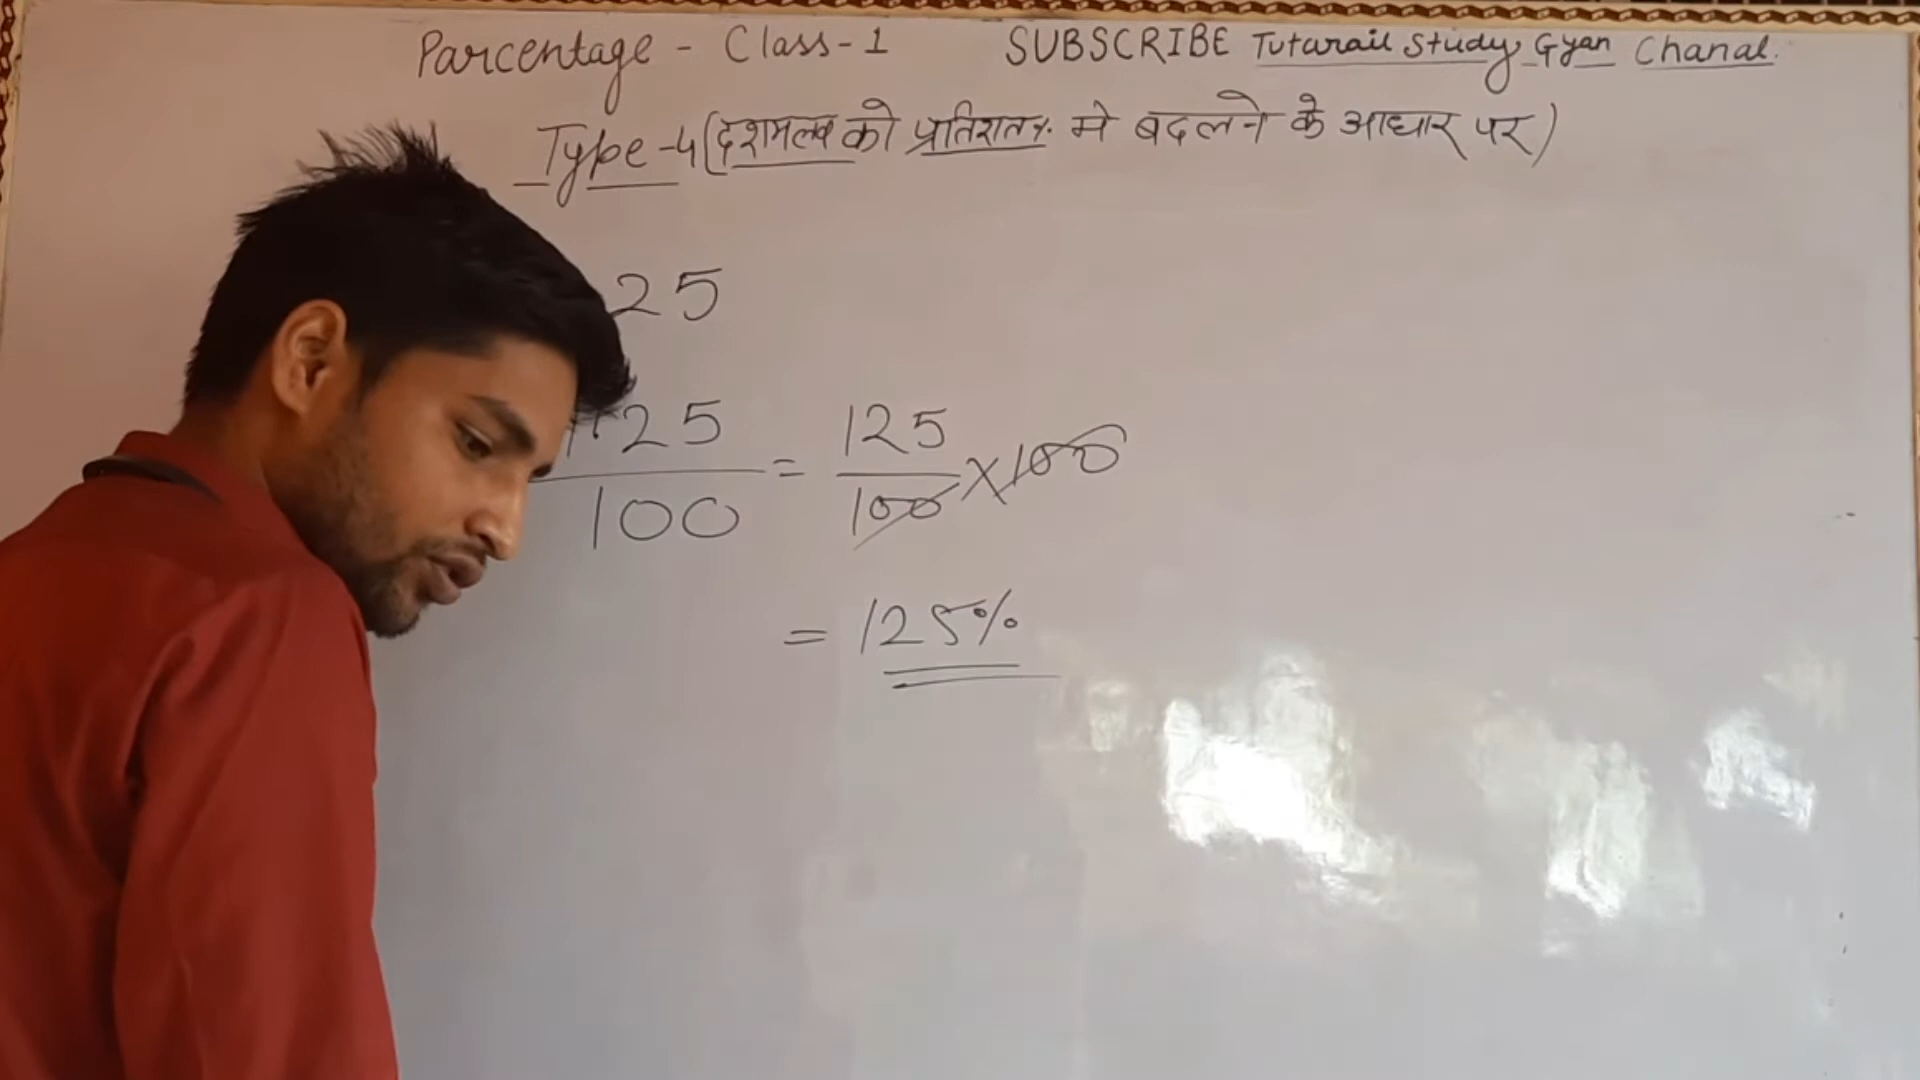 Parcentage - Class-1 SUBSCRIBE Tutarail Study Gyan Chanal.
Type-4 (दशमलव को प्रतिशत %. मे बदलने के आधार पर)
25
1.25 = 125 × 100
100 100
= 125%